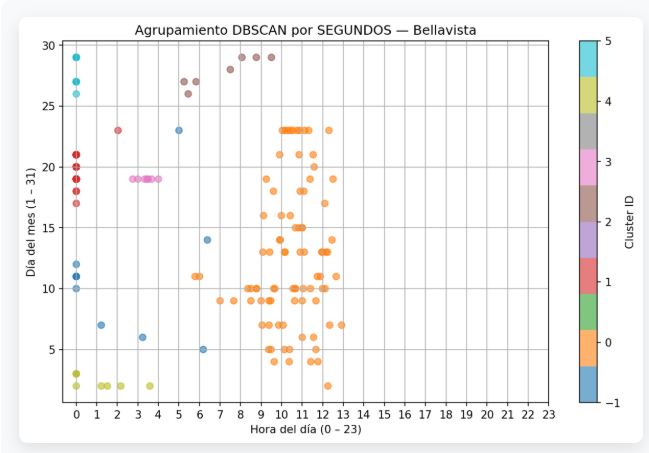 Agrupamiento DBSCAN por SEGUNDOS — Bellavista
30
25
20
15
10
5
Día del mes (1 – 31)
0 1 2 3 4 5 6 7 8 9 10 11 12 13 14 15 16 17 18 19 20 21 22 23
Hora del día (0 – 23)
5
4
3
2
1
0
−1
Cluster ID